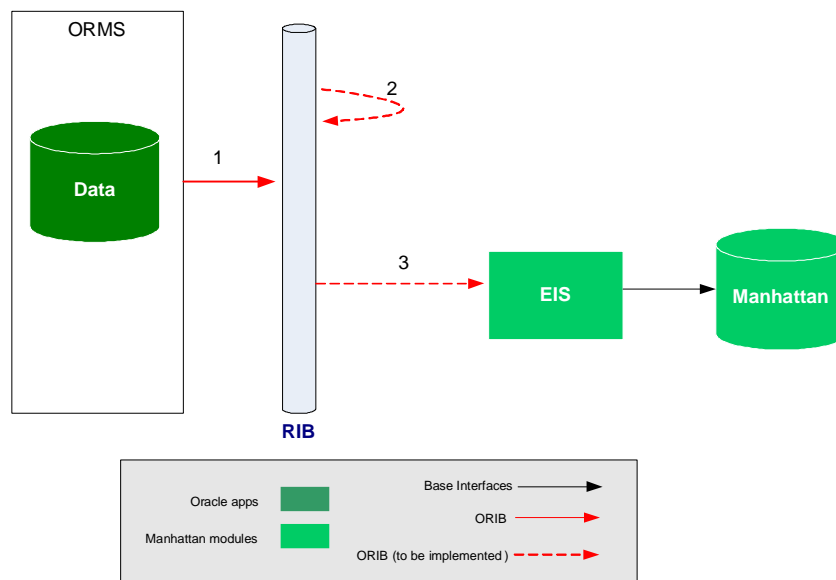 ORMS
2
1
Data
3
EIS
Manhattan
RIB
Base Interfaces
Oracle apps
ORIB
Manhattan modules
ORIB (to be implemented)